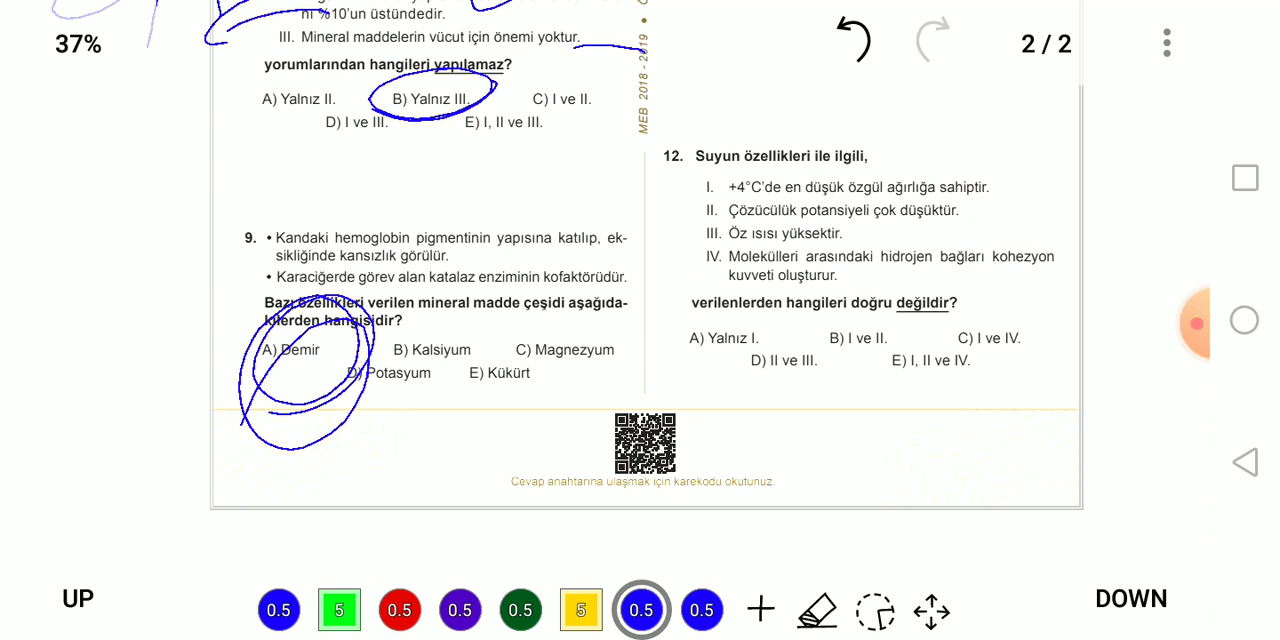 nı %10'un üstündedir.
III. Mineral maddelerin vücut için önemi yoktur.
yorumlarından hangileri yapılamaz?
A) Yalnız II. B) Yalnız III. C) I ve II.
D) I ve III. E) I, II ve III.
9. • Kandaki hemoglobin pigmentinin yapısına katılıp, ek-
sikliğinde kansızlık görülür.
• Karaciğerde görev alan katalaz enziminin kofaktörüdür.
Bazı özellikleri verilen mineral madde çeşidi aşağıda-
kilerden hangisidir?
A) Demir B) Kalsiyum C) Magnezyum
D) Potasyum E) Kükürt
MEB 2018 - 2019 •
12. Suyun özellikleri ile ilgili,
I. +4°C'de en düşük özgül ağırlığa sahiptir.
II. Çözücülük potansiyeli çok düşüktür.
III. Öz ısısı yüksektir.
IV. Molekülleri arasındaki hidrojen bağları kohezyon
kuvveti oluşturur.
verilenlerden hangileri doğru değildir?
A) Yalnız I. B) I ve II. C) I ve IV.
D) II ve III. E) I, II ve IV.
Cevap anahtarına ulaşmak için karekodu okutunuz.
37%
2 / 2
UP
0.5 5 0.5 0.5 0.5 5 0.5 0.5
DOWN